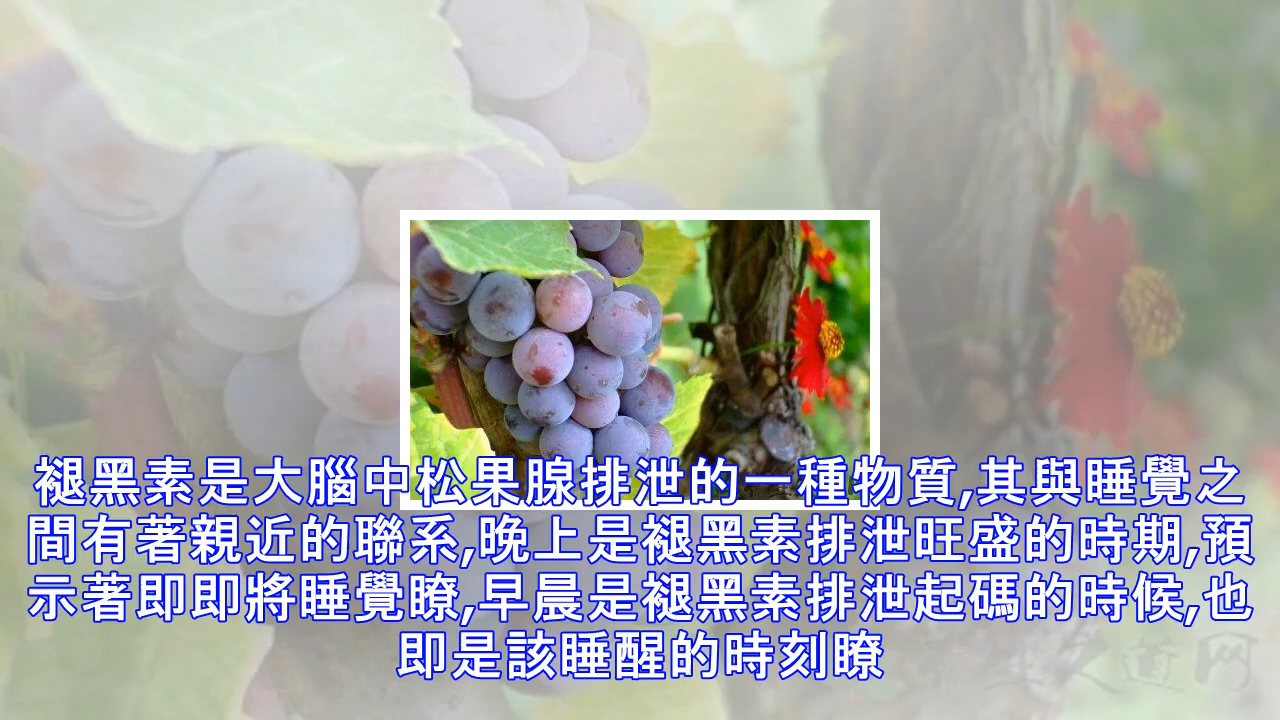 褪黑素是大腦中松果腺排泄的一種物質,其與睡覺之
間有著親近的聯系,晚上是褪黑素排泄旺盛的時期,預
示著即即將睡覺瞭,早晨是褪黑素排泄起碼的時候,也
即是該睡醒的時刻瞭